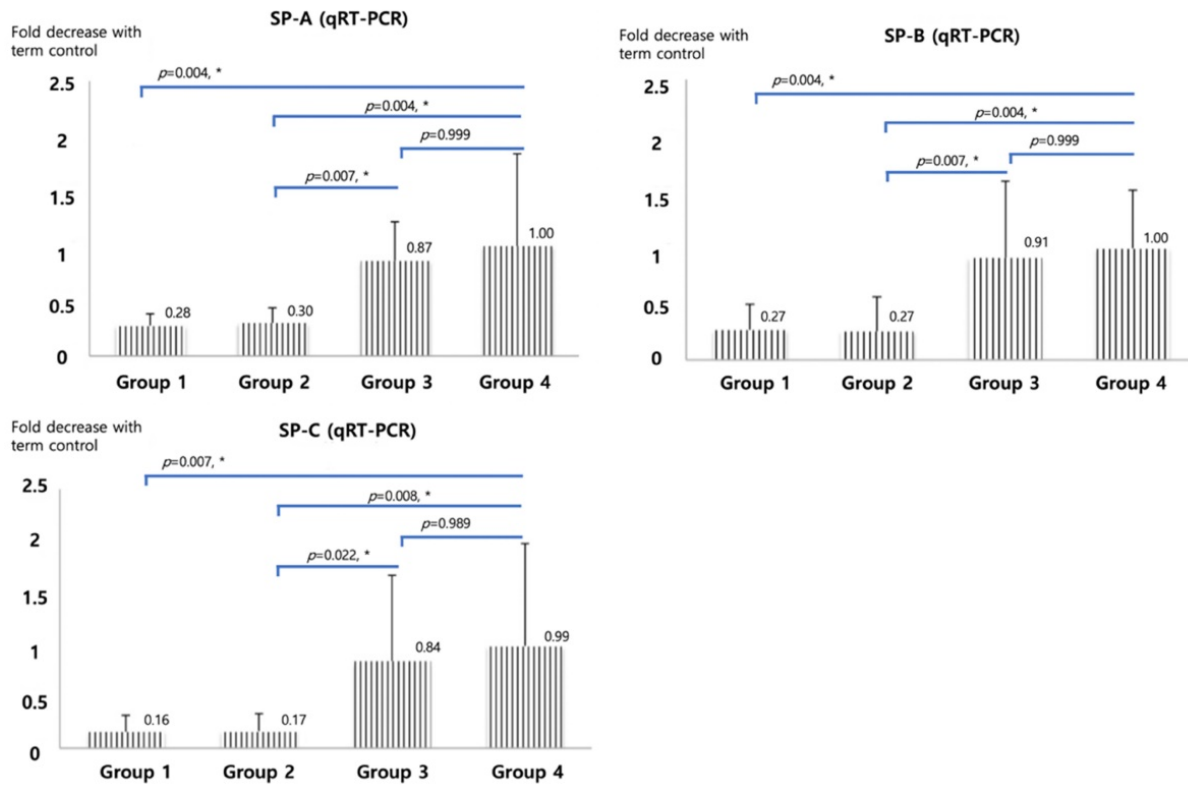 SP-A (qRT-PCR)
Fold decrease with
term control
2.5
2
1.5
1
0.5
0
p=0.004, *
p=0.004, *
p=0.999
p=0.007, *
0.28
0.30
0.87
1.00
Group 1
Group 2
Group 3
Group 4
SP-B (qRT-PCR)
Fold decrease with
term control
2.5
2
1.5
1
0.5
0
p=0.004, *
p=0.004, *
p=0.999
p=0.007, *
0.27
0.27
0.91
1.00
Group 1
Group 2
Group 3
Group 4
SP-C (qRT-PCR)
Fold decrease with
term control
2.5
2
1.5
1
0.5
0
p=0.007, *
p=0.008, *
p=0.989
p=0.022, *
0.16
0.17
0.84
0.99
Group 1
Group 2
Group 3
Group 4